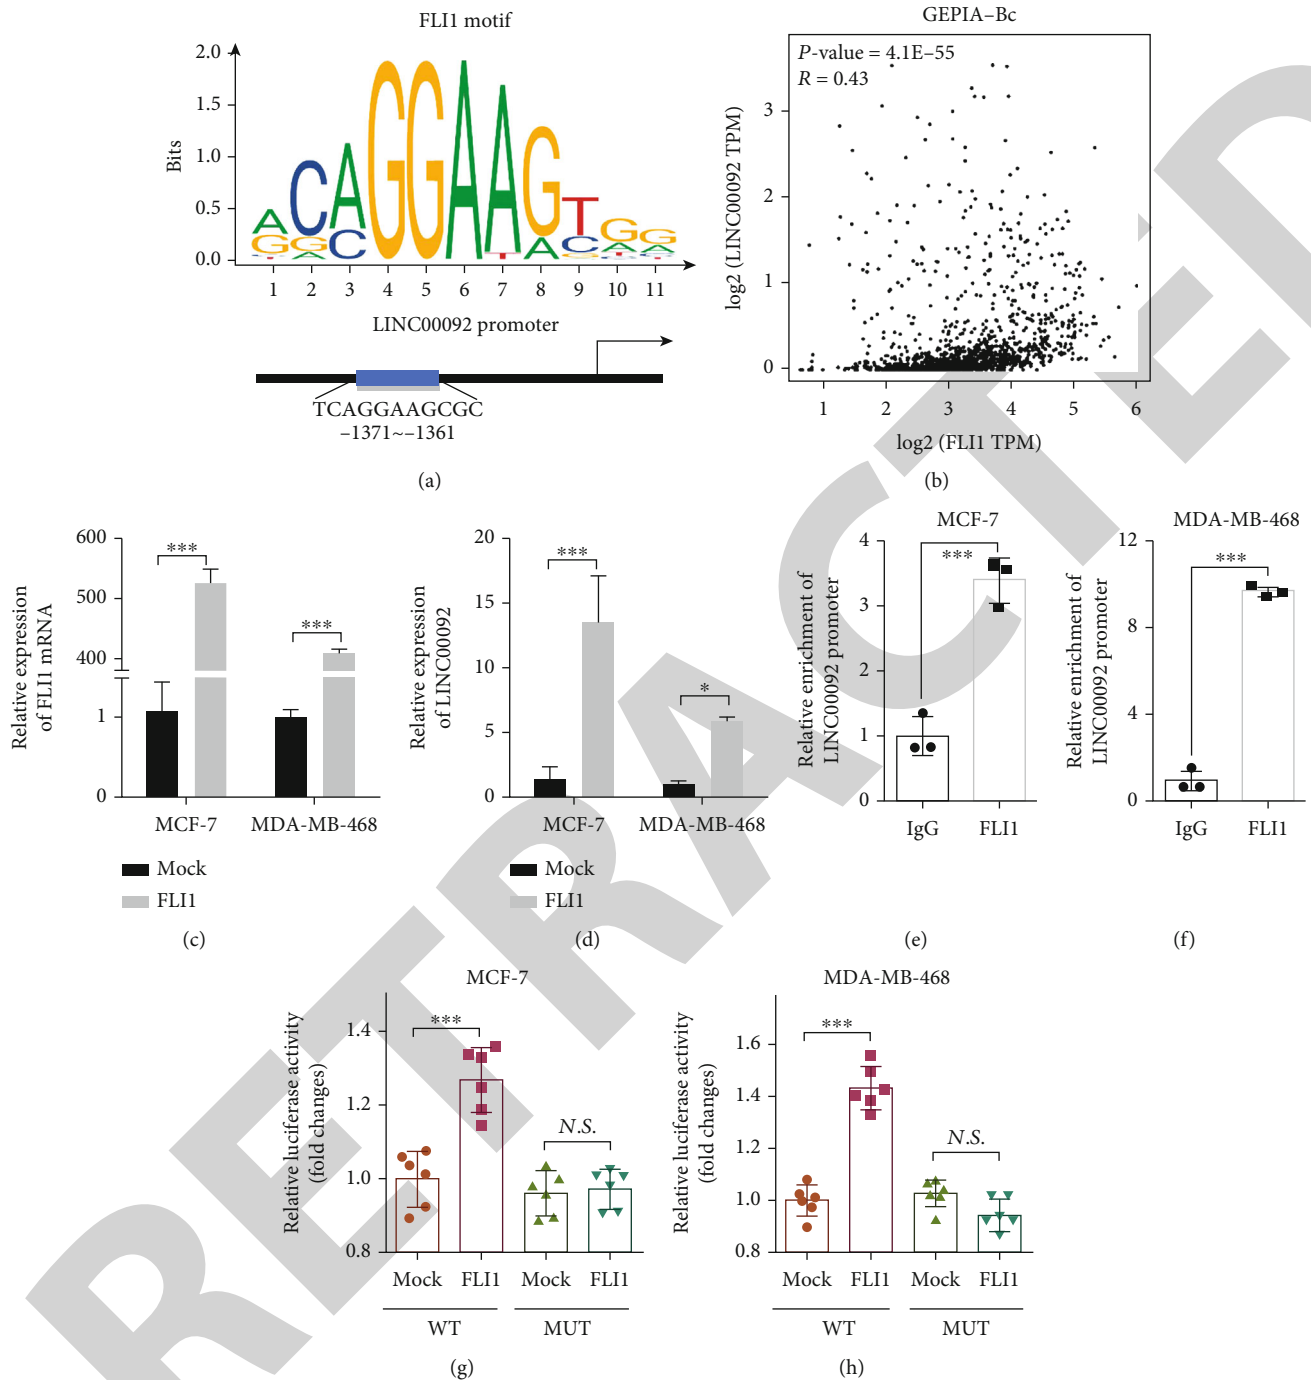 FLI1 motif
2.0
1.5
1.0
0.5
0.0
Bits
1 2 3 4 5 6 7 8 9 10 11
LINC00092 promoter
TCAGGAAGCGC
–1371~–1361
(a)
GEPIA–Bc
P-value = 4.1E–55
R = 0.43
3
2
1
0
log2 (LINC00092 TPM)
1 2 3 4 5 6
log2 (FLI1 TPM)
(b)
600
500
400
1
0
Relative expression
of FLI1 mRNA
***
***
MCF-7 MDA-MB-468
Mock
FLI1
(c)
20
15
10
5
0
Relative expression
of LINC00092
***
*
MCF-7 MDA-MB-468
Mock
FLI1
(d)
MCF-7
4
3
2
1
0
Relative enrichment of
LINC00092 promoter
***
IgG FLI1
(e)
MDA-MB-468
12
9
6
3
0
Relative enrichment of
LINC00092 promoter
***
IgG FLI1
(f)
MCF-7
1.4
1.2
1.0
0.8
Relative luciferase activity
(fold changes)
***
N.S.
Mock FLI1 Mock FLI1
WT MUT
(g)
MDA-MB-468
1.6
1.4
1.2
1.0
0.8
Relative luciferase activity
(fold changes)
***
N.S.
Mock FLI1 Mock FLI1
WT MUT
(h)
RETRACTED